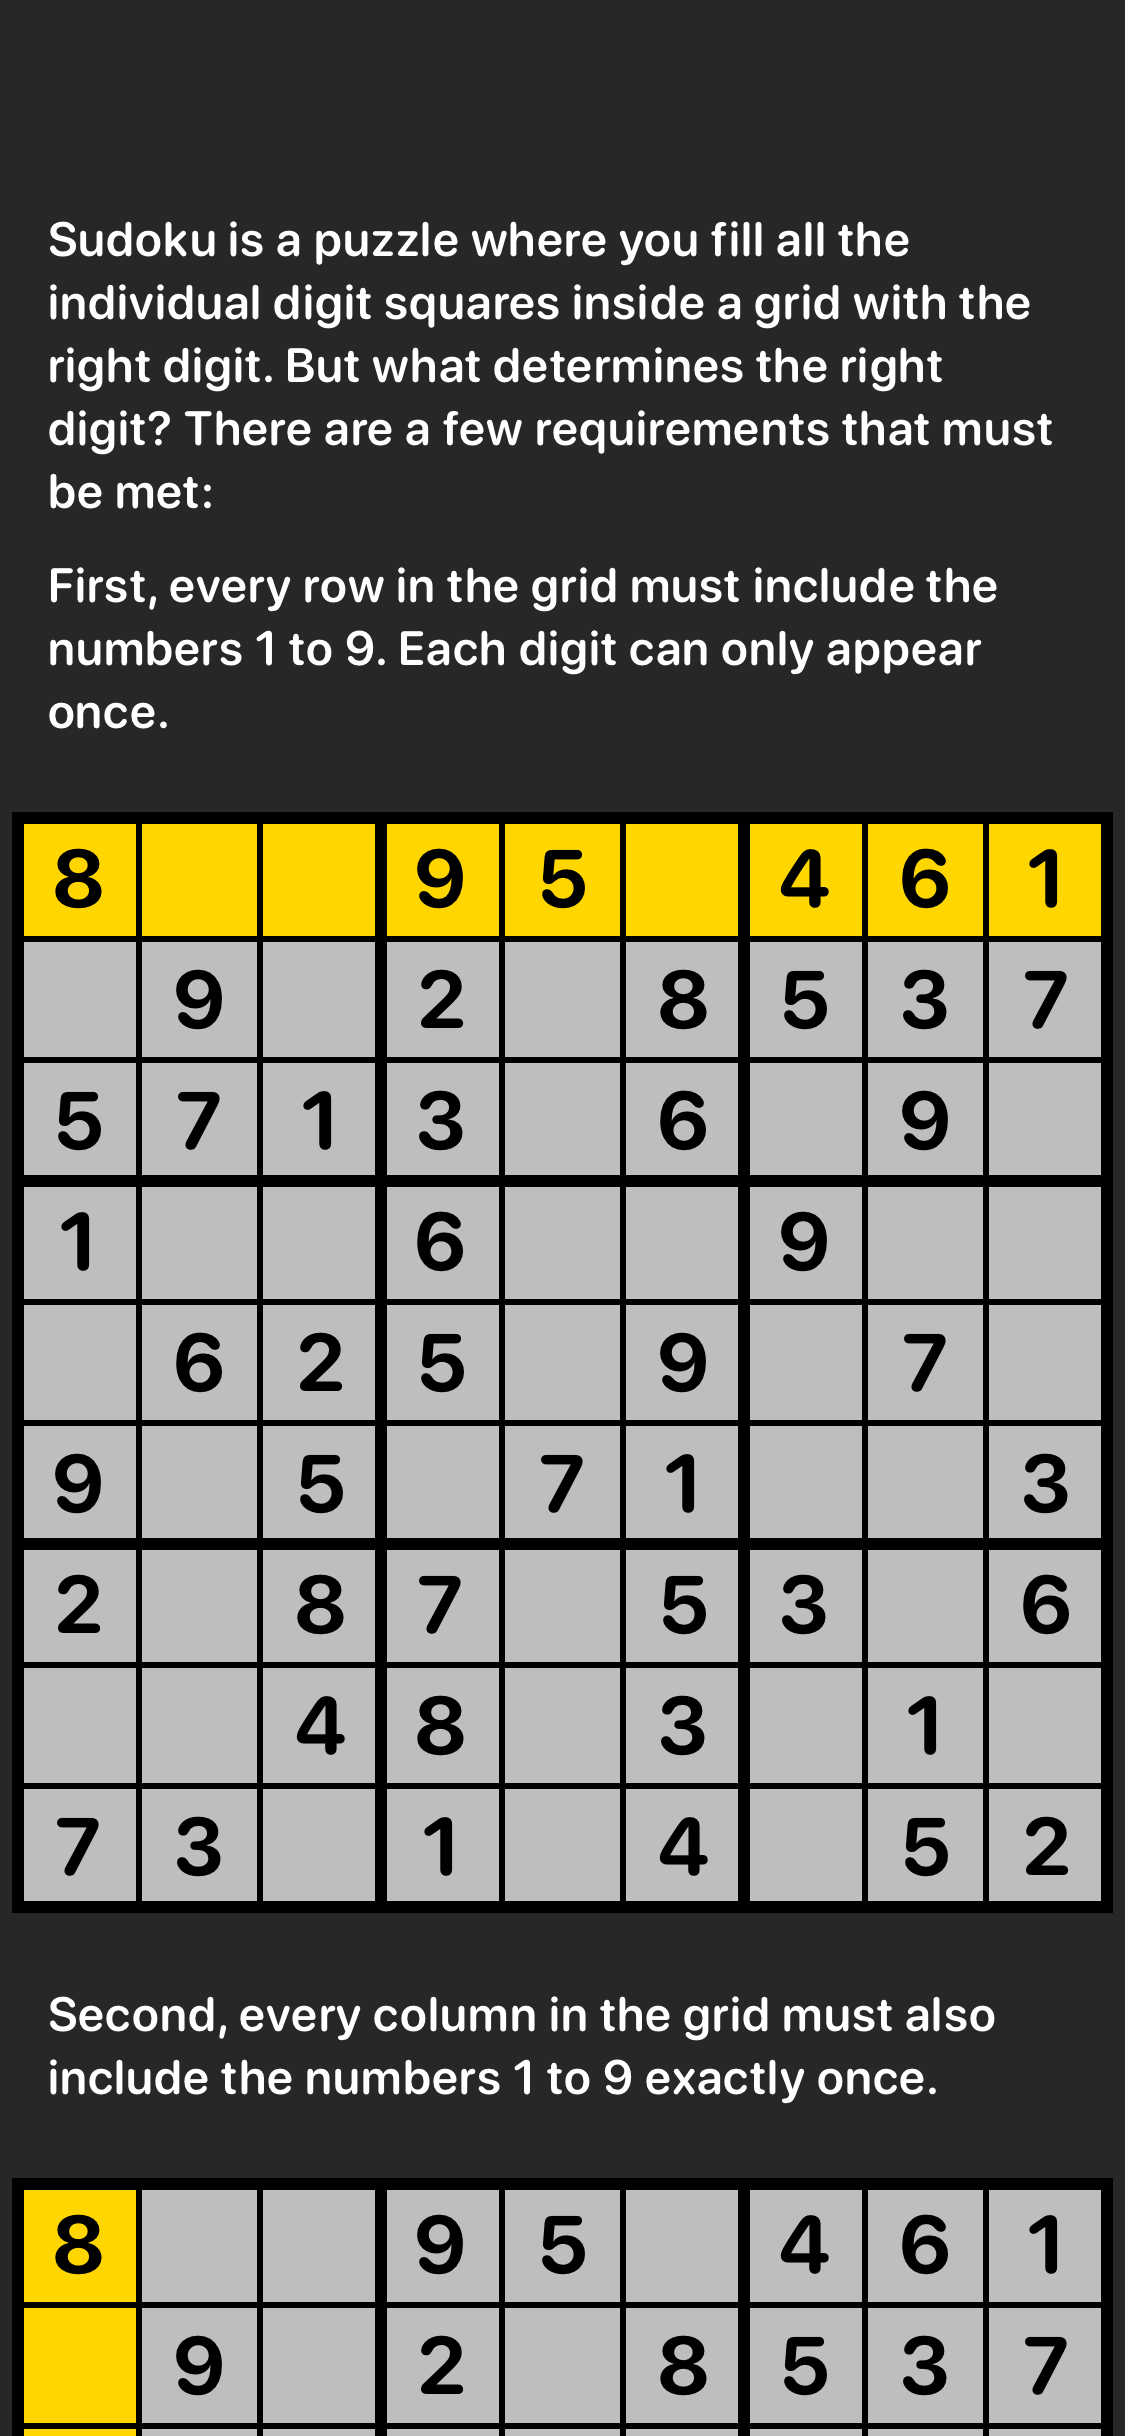 Sudoku is a puzzle where you fill all the
individual digit squares inside a grid with the
right digit. But what determines the right
digit? There are a few requirements that must
be met:
First, every row in the grid must include the
numbers 1 to 9. Each digit can only appear
once.
8 9 5 4 6 1
9 2 8 5 3 7
5 7 1 3 6 9
1 6 9
6 2 5 9 7
9 5 7 1 3
2 8 7 5 3 6
4 8 3 1
7 3 1 4 5 2
Second, every column in the grid must also
include the numbers 1 to 9 exactly once.
8 9 5 4 6 1
9 2 8 5 3 7